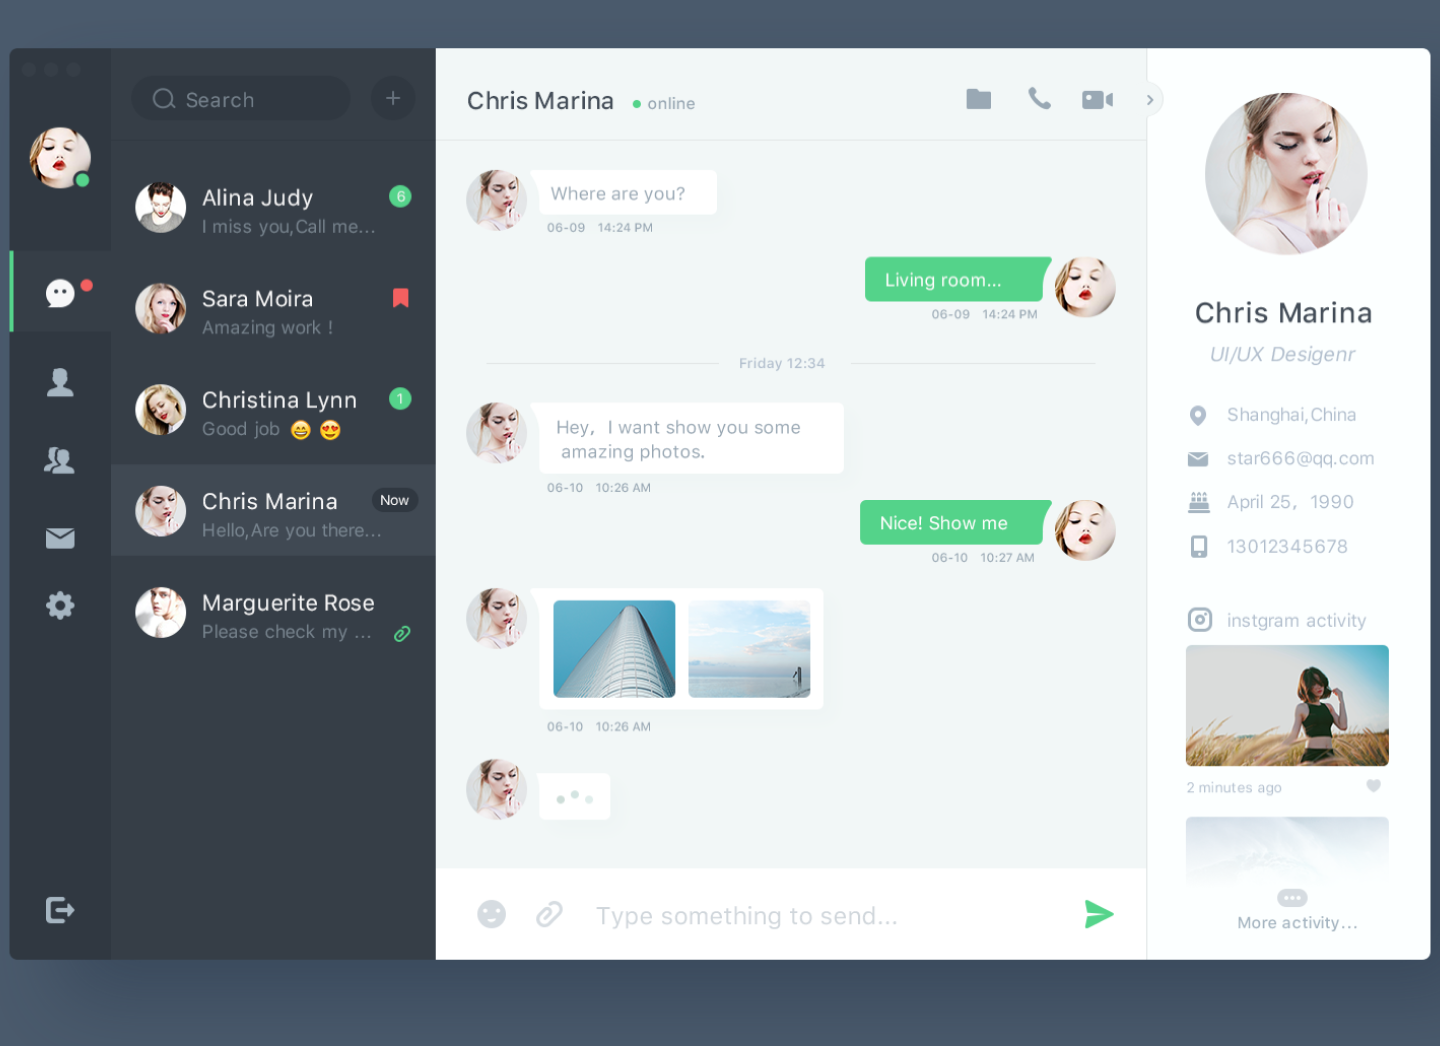 Search
Alina Judy
6
I miss you,Call me...
Sara Moira
Amazing work !
Christina Lynn
1
Good job
Chris Marina
Now
Hello,Are you there...
Marguerite Rose
Please check my ...
Chris Marina
online
Where are you?
06-09 14:24 PM
Living room...
06-09 14:24 PM
Friday 12:34
Hey, I want show you some
amazing photos.
06-10 10:26 AM
Nice! Show me
06-10 10:27 AM
06-10 10:26 AM
Type something to send...
Chris Marina
UI/UX Desigenr
Shanghai,China
star666@qq.com
April 25, 1990
13012345678
instgram activity
2 minutes ago
More activity...